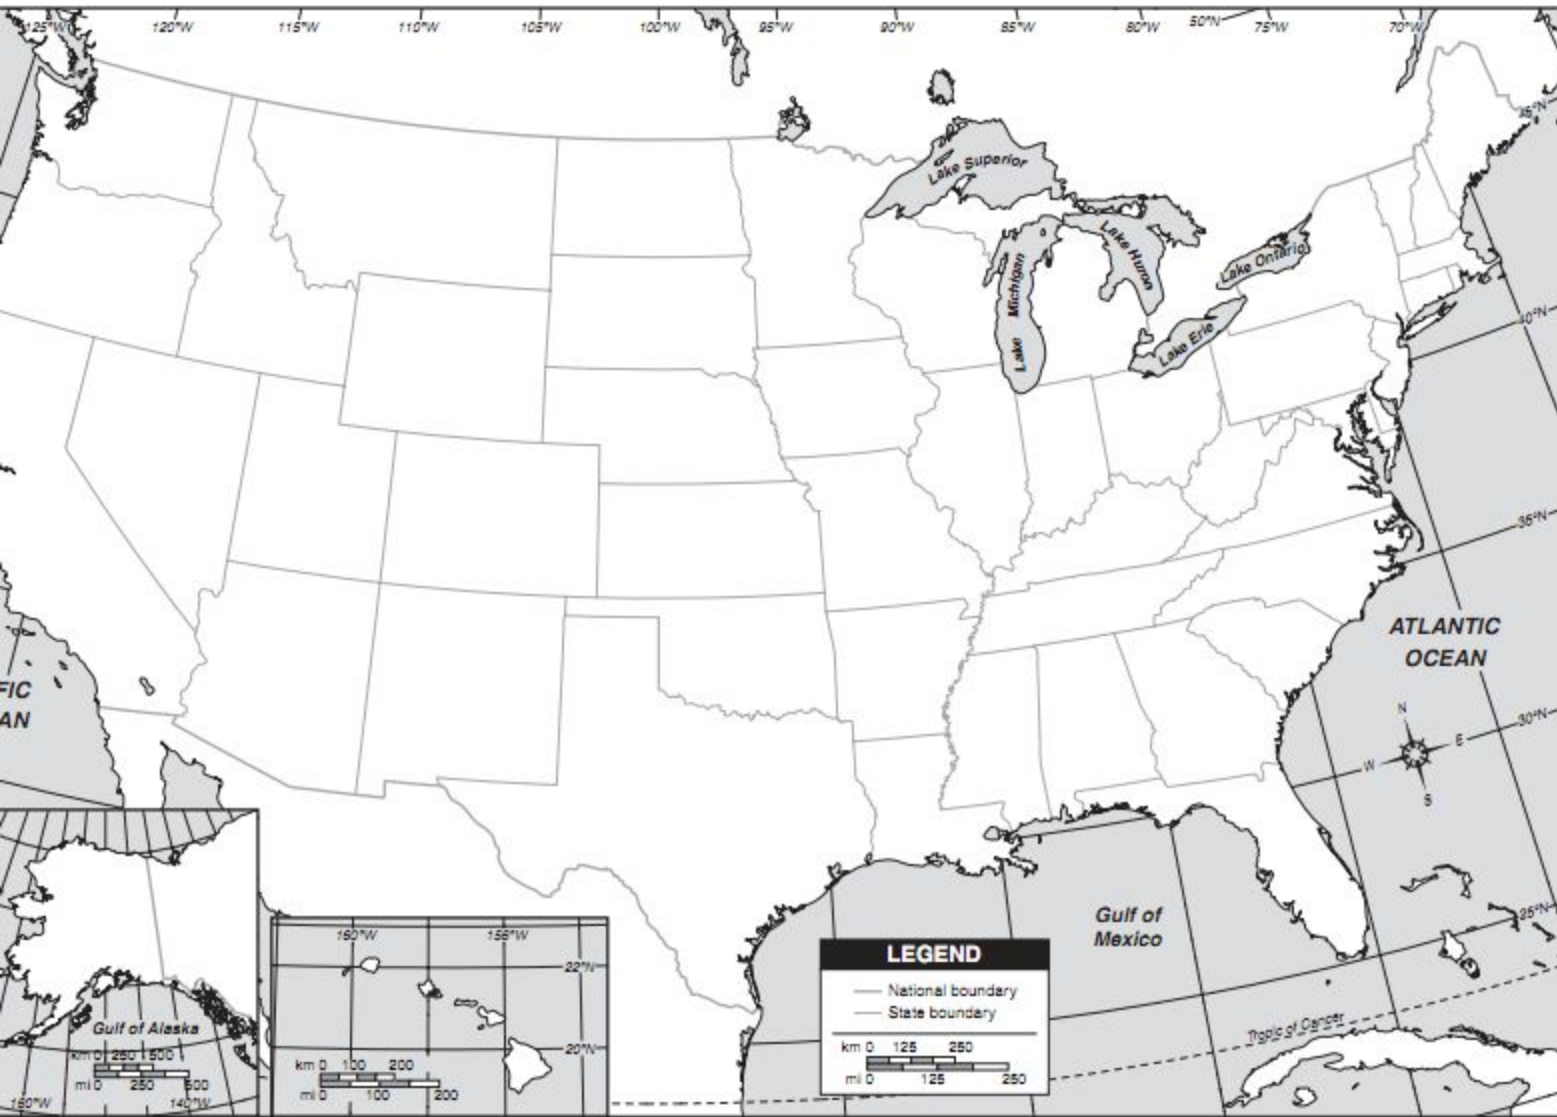 125°W 120°W 115°W 110°W 105°W 100°W 95°W 90°W 85°W 80°W 50°N 75°W 70°W
45°N
Lake Superior
Lake Huron
Lake Ontario
Lake Michigan
Lake Erie
40°N
35°N
ATLANTIC
OCEAN
FIC
AN
30°N
N
E
W
S
25°N
Gulf of
Mexico
Tropic of Cancer
Gulf of Alaska
km 0 250 500
mi 0 250 500
160°W 140°W
160°W 156°W
22°N
20°N
km 0 100 200
mi 0 100 200
LEGEND
National boundary
State boundary
km 0 125 250
mi 0 125 250